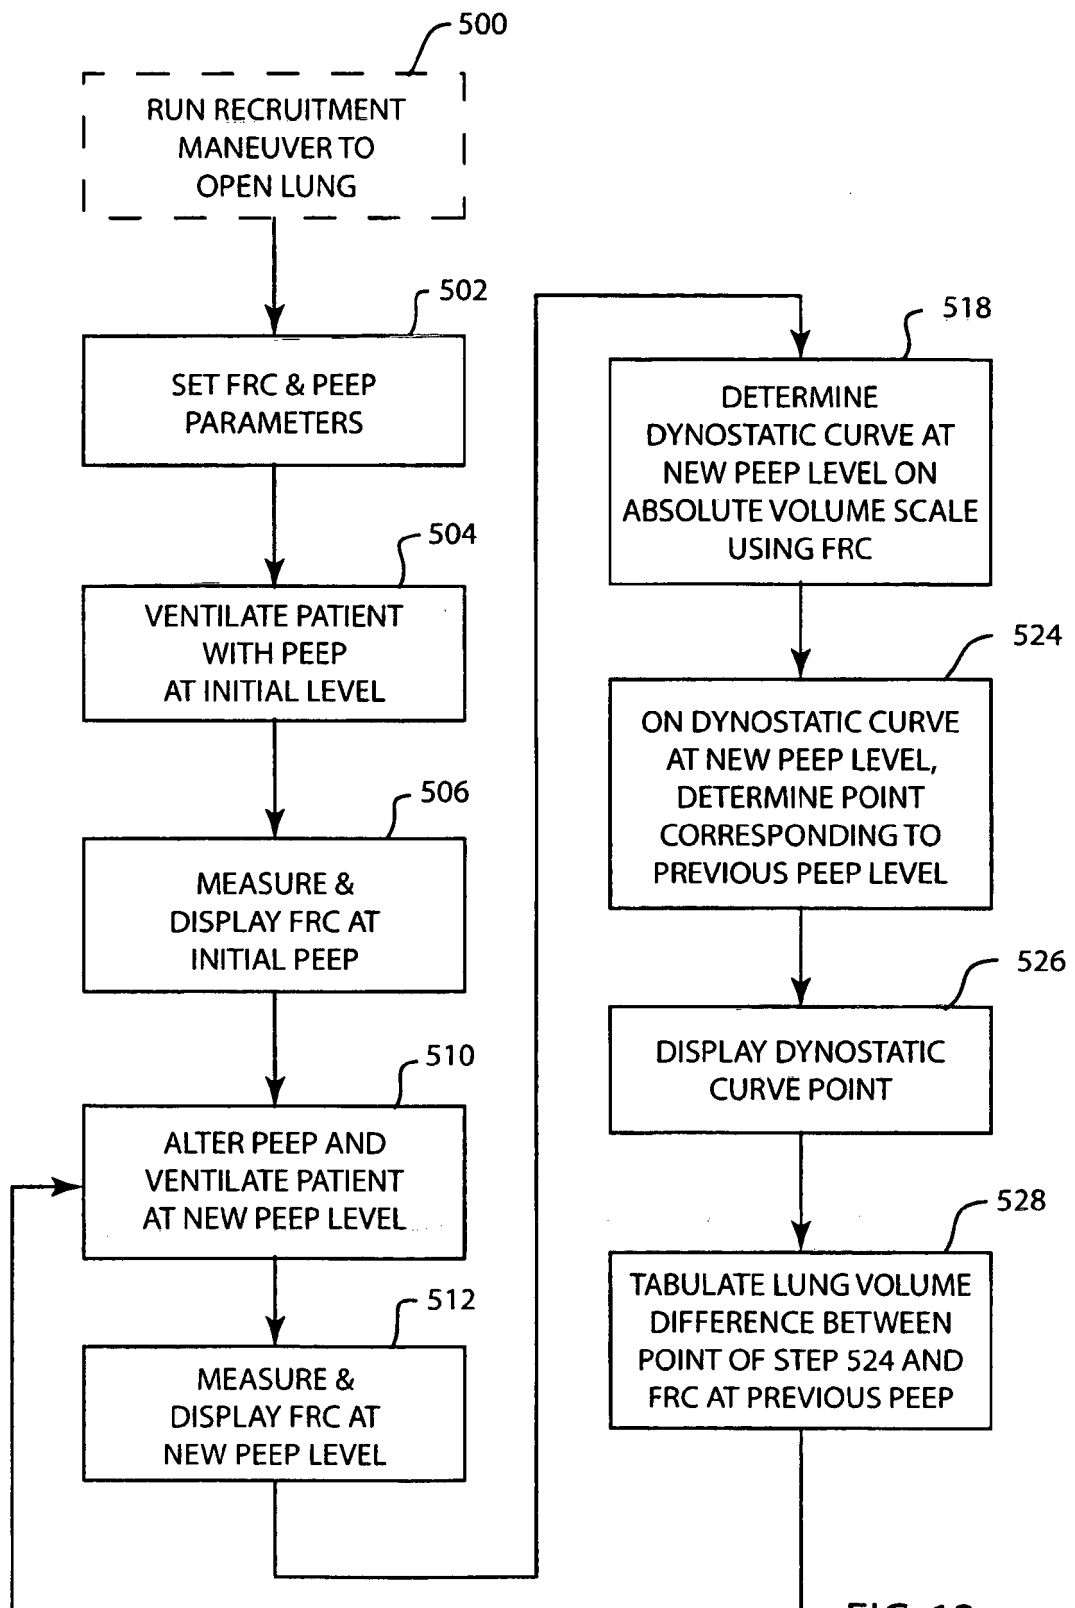 500
RUN RECRUITMENT
MANEUVER TO
OPEN LUNG
502
SET FRC & PEEP
PARAMETERS
504
VENTILATE PATIENT
WITH PEEP
AT INITIAL LEVEL
506
MEASURE &
DISPLAY FRC AT
INITIAL PEEP
510
ALTER PEEP AND
VENTILATE PATIENT
AT NEW PEEP LEVEL
512
MEASURE &
DISPLAY FRC AT
NEW PEEP LEVEL
518
DETERMINE
DYNOSTATIC CURVE AT
NEW PEEP LEVEL ON
ABSOLUTE VOLUME SCALE
USING FRC
524
ON DYNOSTATIC CURVE
AT NEW PEEP LEVEL,
DETERMINE POINT
CORRESPONDING TO
PREVIOUS PEEP LEVEL
526
DISPLAY DYNOSTATIC
CURVE POINT
528
TABULATE LUNG VOLUME
DIFFERENCE BETWEEN
POINT OF STEP 524 AND
FRC AT PREVIOUS PEEP